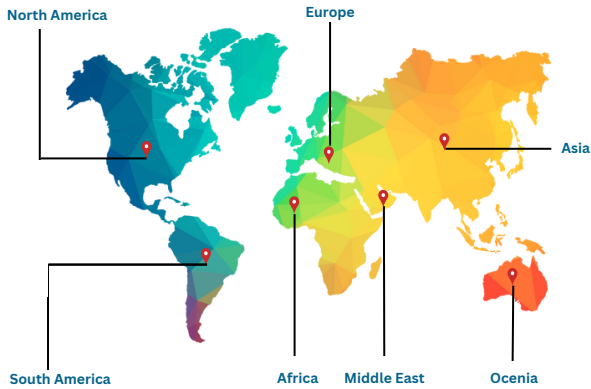 Europe
North America
Asia
South America
Africa
Middle East
Ocenia